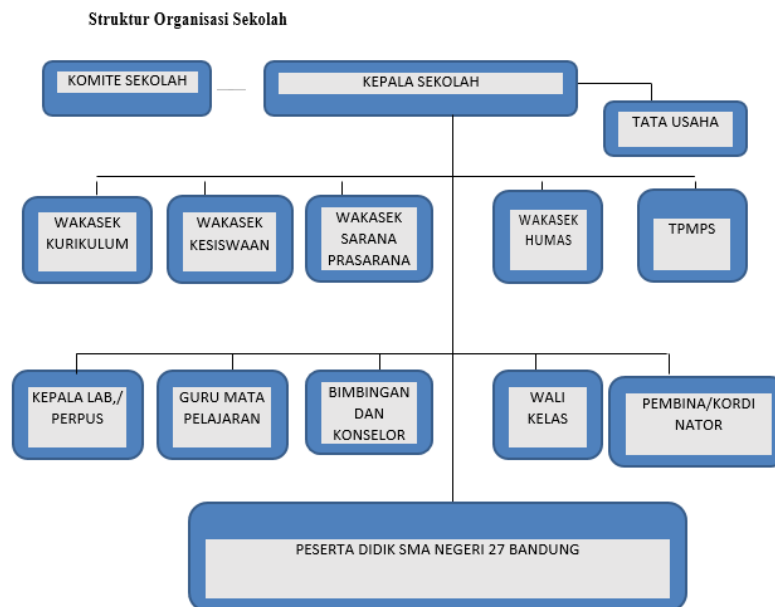 Struktur Organisasi Sekolah
KOMITE SEKOLAH
KEPALA SEKOLAH
TATA USAHA
WAKASEK
KURIKULUM
WAKASEK
KESISWAAN
WAKASEK
SARANA
PRASARANA
WAKASEK
HUMAS
TPMPS
KEPALA LAB,/
PERPUS
GURU MATA
PELAJARAN
BIMBINGAN
DAN
KONSELOR
WALI
KELAS
PEMBINA/KORDI
NATOR
PESERTA DIDIK SMA NEGERI 27 BANDUNG